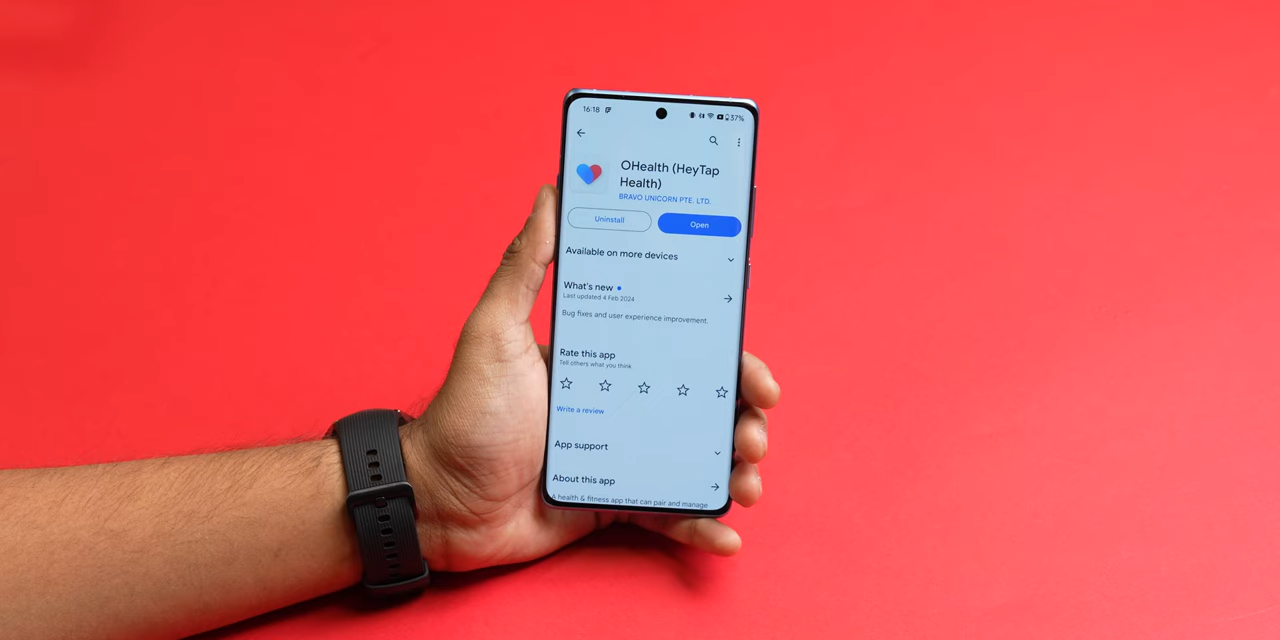 16:18
37%
OHealth (HeyTap
Health)
BRAVO UNICORN PTE. LTD.
Uninstall
Open
Available on more devices
What's new
Last updated 4 Feb 2024
Bug fixes and user experience improvement.
Rate this app
Tell others what you think
Write a review
App support
About this app
A health & fitness app that can pair and manage